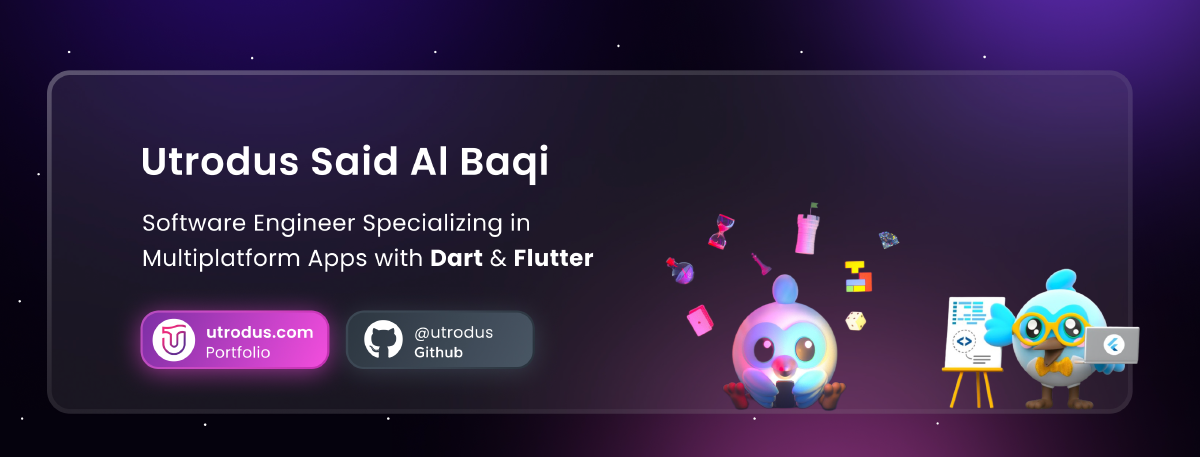 Utrodus Said Al Baqi
Software Engineer Specializing in
Multiplatform Apps with Dart & Flutter
utrodus.com
Portfolio
@utrodus
Github